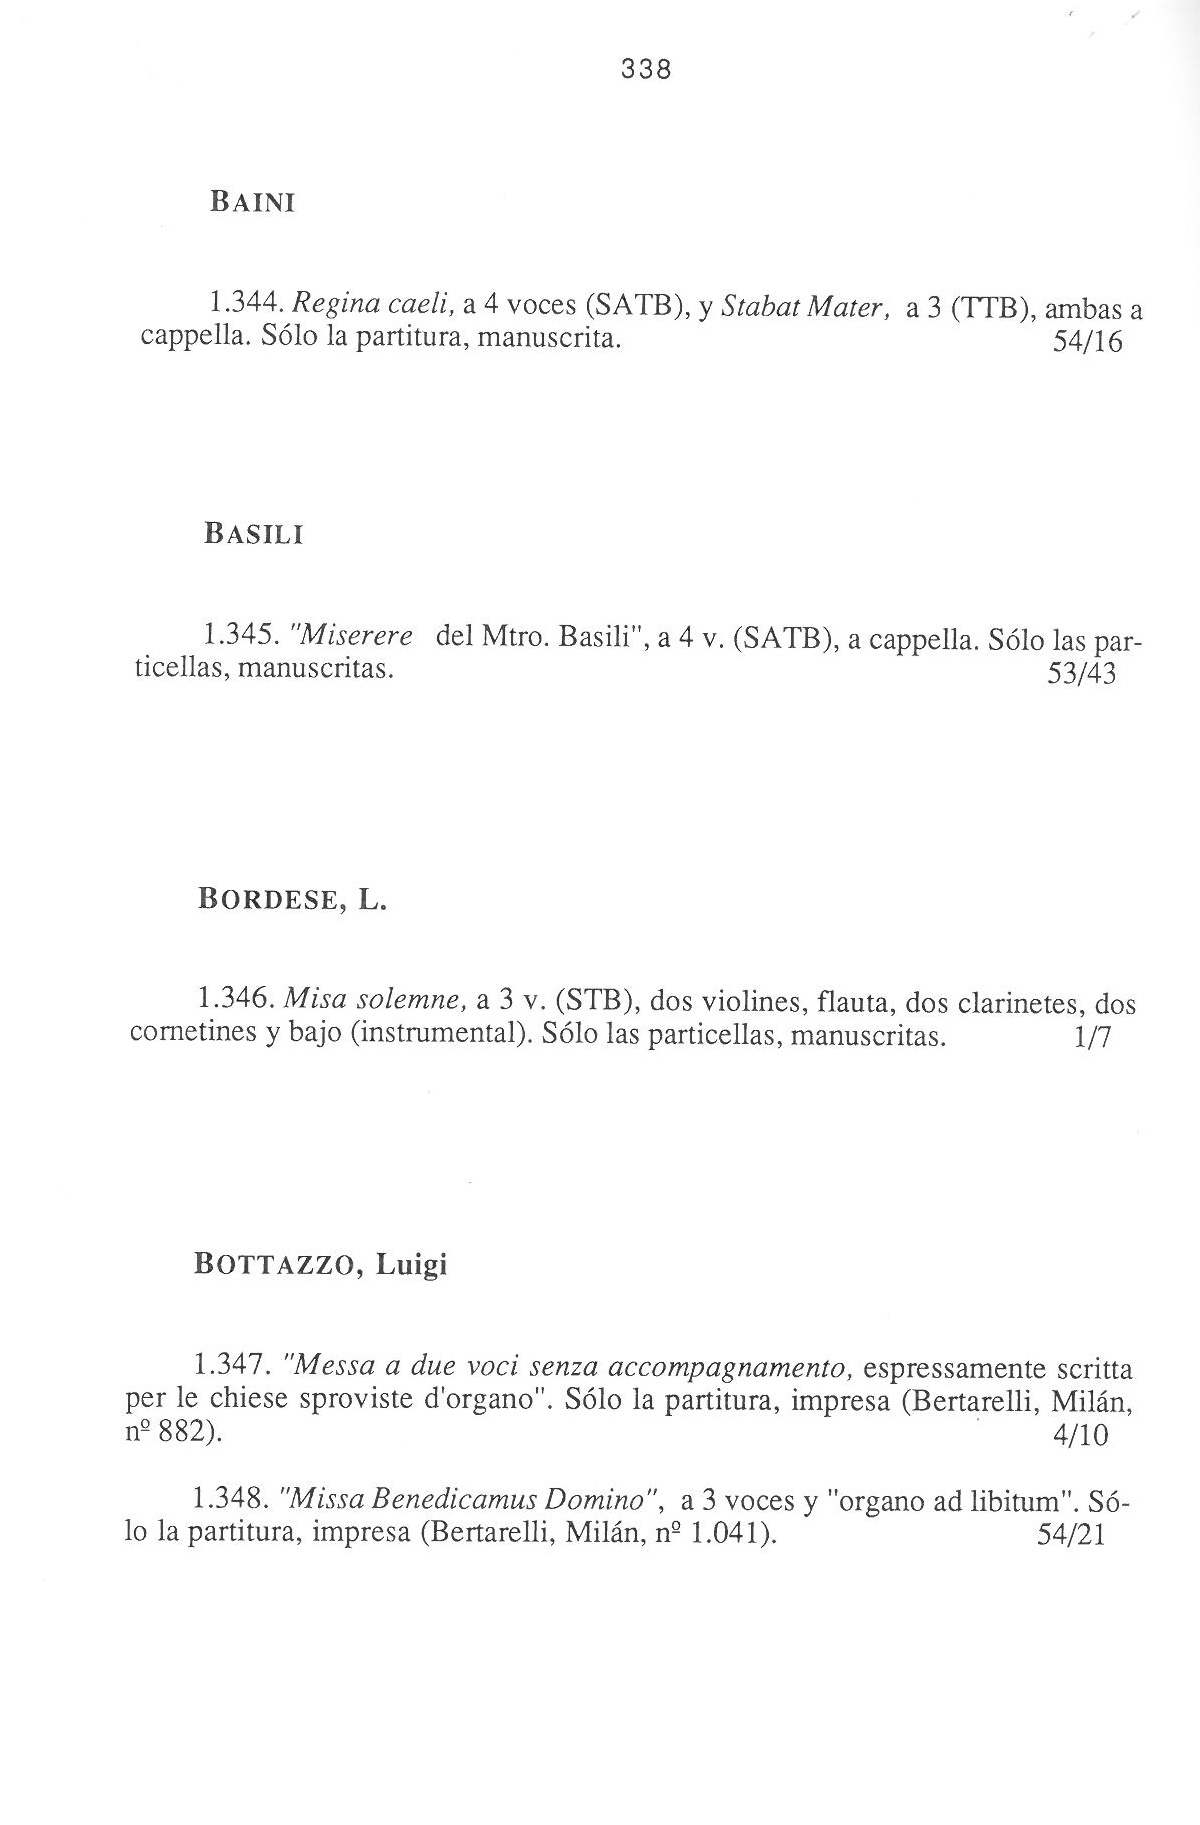 338
BAINI
1.344. Regina caeli, a 4 voces (SATB), y Stabat Mater, a 3 (TTB), ambas a
cappella. Sólo la partitura, manuscrita. 54/16
BASILI
1.345. "Miserere del Mtro. Basili", a 4 v. (SATB), a cappella. Sólo las par-
ticellas, manuscritas. 53/43
BORDESE, L.
1.346. Misa solemne, a 3 v. (STB), dos violines, flauta, dos clarinetes, dos
cornetines y bajo (instrumental). Sólo las particellas, manuscritas. 1/7
BOTTAZZO, Luigi
1.347. "Messa a due voci senza accompagnamento, espressamente scritta
per le chiese sproviste d'organo". Sólo la partitura, impresa (Bertarelli, Milán,
nº 882). 4/10
1.348. "Missa Benedicamus Domino", a 3 voces y "organo ad libitum". Só-
lo la partitura, impresa (Bertarelli, Milán, nº 1.041). 54/21